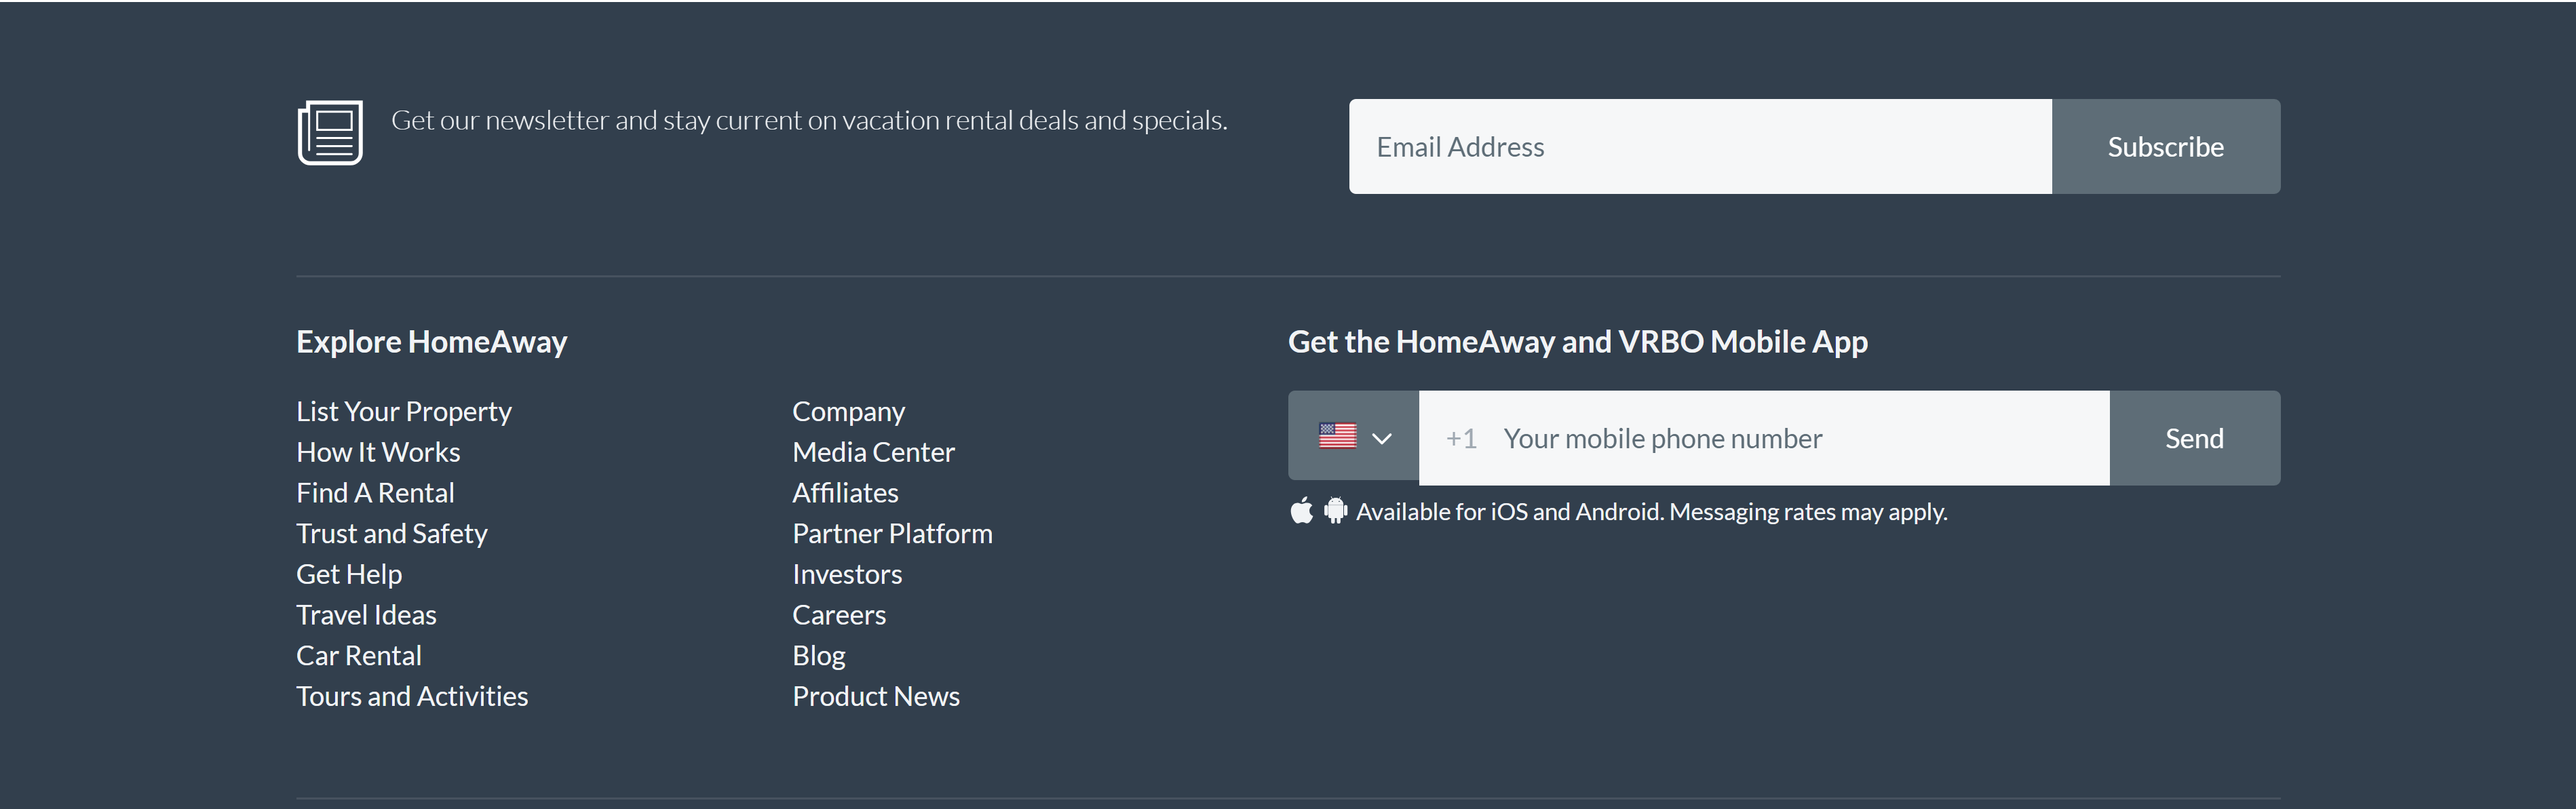 Get our newsletter and stay current on vacation rental deals and specials.
Email Address
Subscribe
Explore HomeAway
List Your Property
How It Works
Find A Rental
Trust and Safety
Get Help
Travel Ideas
Car Rental
Tours and Activities
Company
Media Center
Affiliates
Partner Platform
Investors
Careers
Blog
Product News
Get the HomeAway and VRBO Mobile App
+1 Your mobile phone number
Send
Available for iOS and Android. Messaging rates may apply.